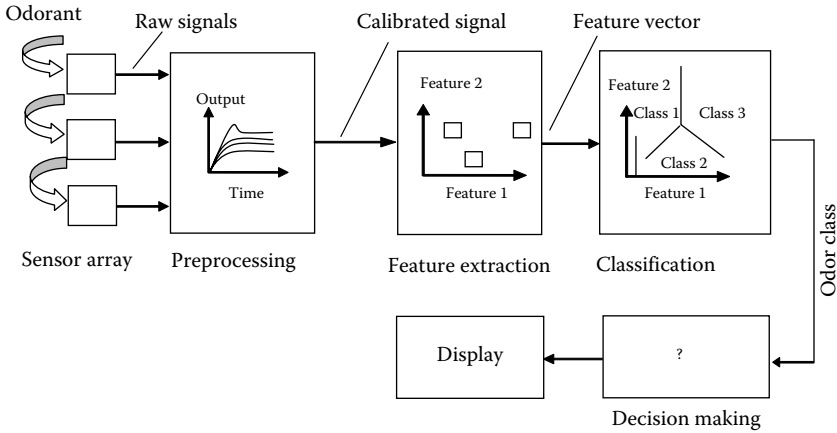 Odorant
Raw signals
Calibrated signal
Feature vector
Output
Time
Feature 2
Feature 1
Feature 2
Class 1
Class 3
Class 2
Feature 1
Sensor array
Preprocessing
Feature extraction
Classification
Odor class
Display
?
Decision making